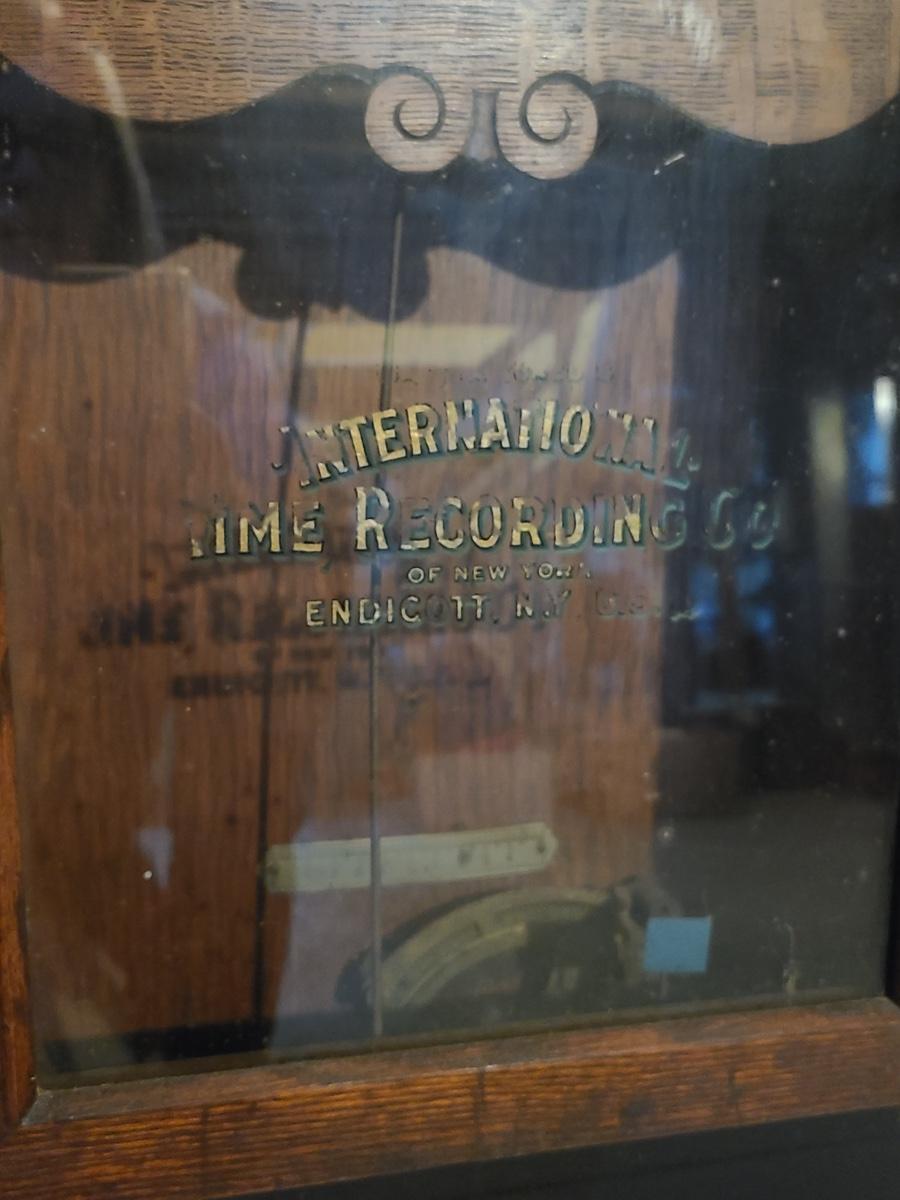 INTERNATIONAL
TIME RECORDING CO
OF NEW YORK
ENDICOTT, N.Y. U.S.A.